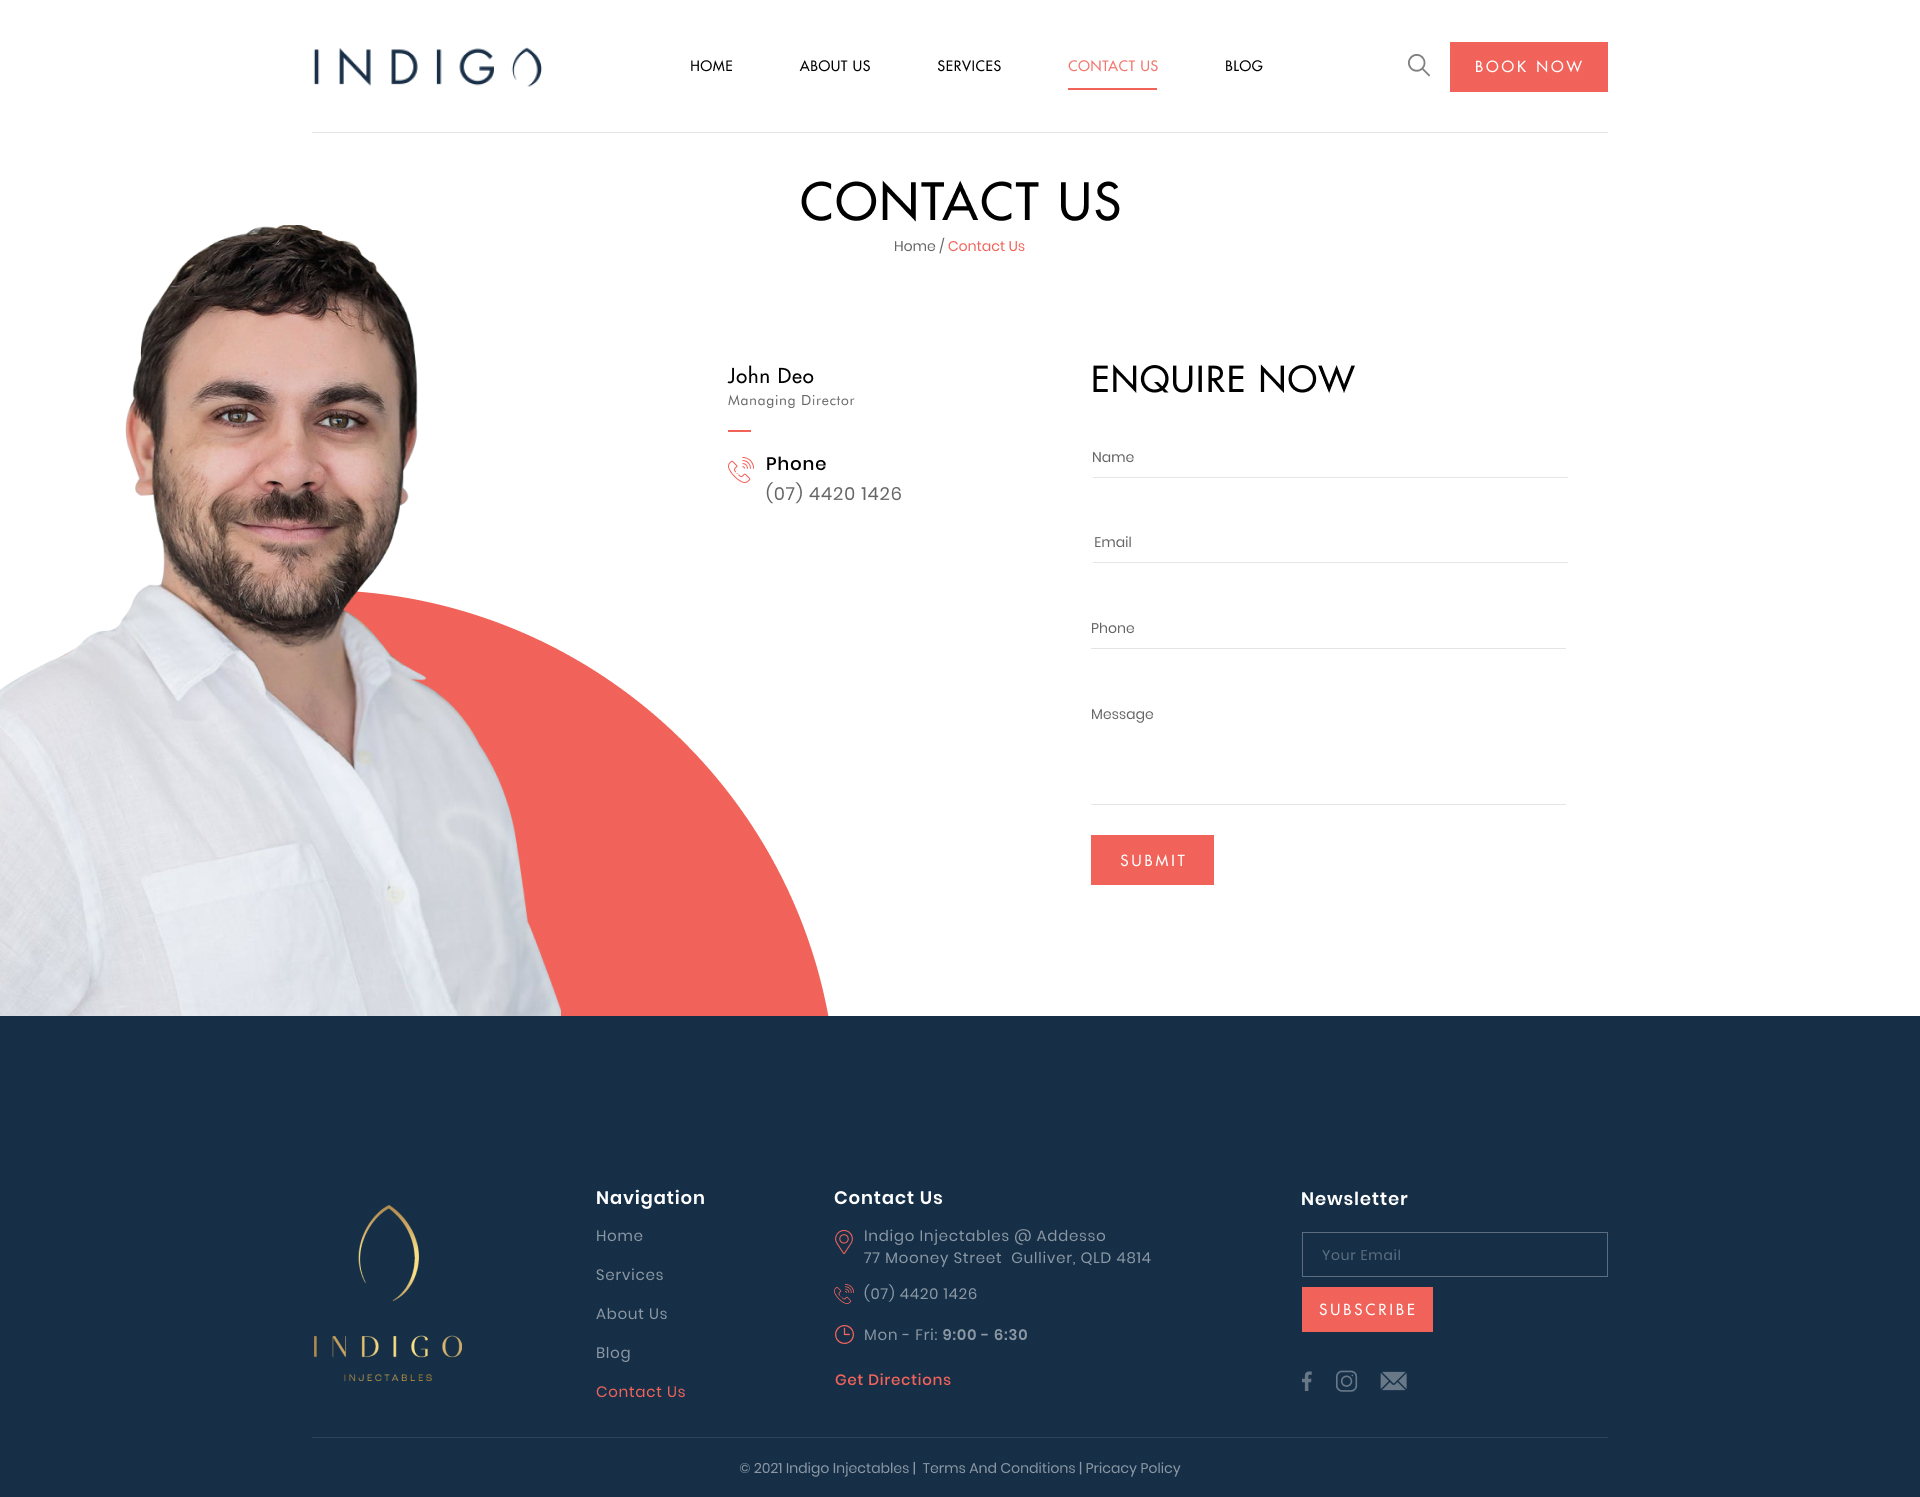 INDIGO
HOME
ABOUT US
SERVICES
CONTACT US
BLOG
BOOK NOW
CONTACT US
Home / Contact Us
John Deo
Managing Director
Phone
(07) 4420 1426
ENQUIRE NOW
Name
Email
Phone
Message
SUBMIT
INDIGO
INJECTABLES
Navigation
Home
Services
About Us
Blog
Contact Us
Contact Us
Indigo Injectables @ Addesso
77 Mooney Street Gulliver, QLD 4814
(07) 4420 1426
Mon - Fri: 9:00 - 6:30
Get Directions
Newsletter
Your Email
SUBSCRIBE
© 2021 Indigo Injectables | Terms And Conditions | Pricacy Policy